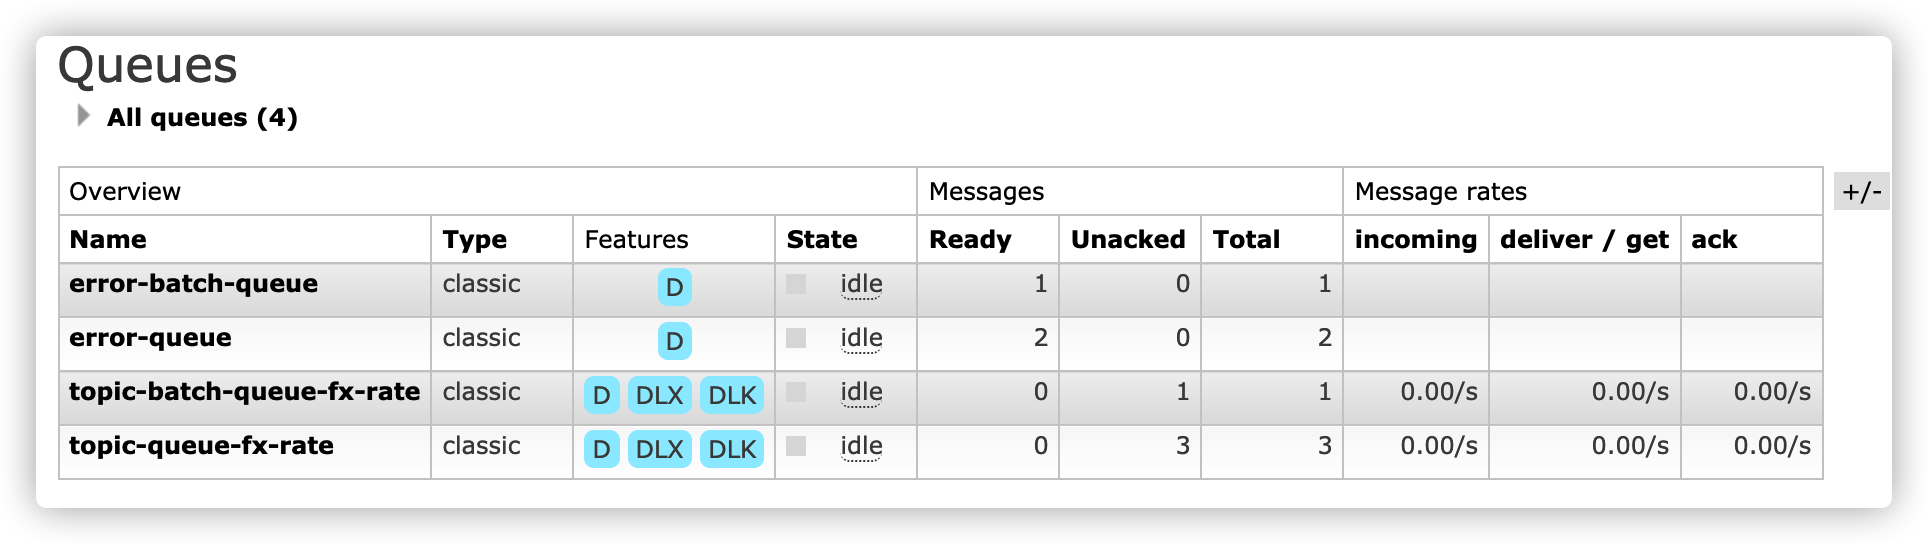 Queues
All queues (4)
Overview Messages Message rates +/-
Name Type Features State Ready Unacked Total incoming deliver / get ack
error-batch-queue classic D idle 1 0 1
error-queue classic D idle 2 0 2
topic-batch-queue-fx-rate classic D DLX DLK idle 0 1 1 0.00/s 0.00/s 0.00/s
topic-queue-fx-rate classic D DLX DLK idle 0 3 3 0.00/s 0.00/s 0.00/s